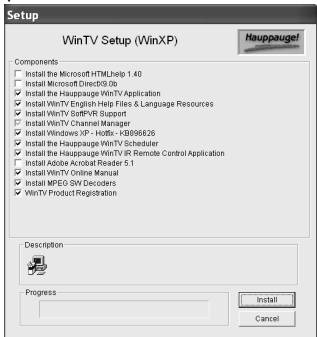 Setup
WinTV Setup (WinXP)
Hauppauge!
Components
Install the Microsoft HTMLhelp 1.40
Install Microsoft DirectX9.0b
Install the Hauppauge WinTV Application
Install WinTV English Help Files & Language Resources
Install WinTV SoftPVR Support
Install WinTV Channel Manager
Install Windows XP - Hotfix - KB896626
Install the Hauppauge WinTV Scheduler
Install the Hauppauge WinTV IR Remote Control Application
Install Adobe Acrobat Reader 5.1
Install WinTV Online Manual
Install MPEG SW Decoders
WinTV Product Registration
Description
Progress
Install
Cancel